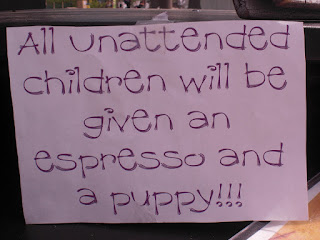 All unattended
children will be
given an
espresso and
a puppy!!!